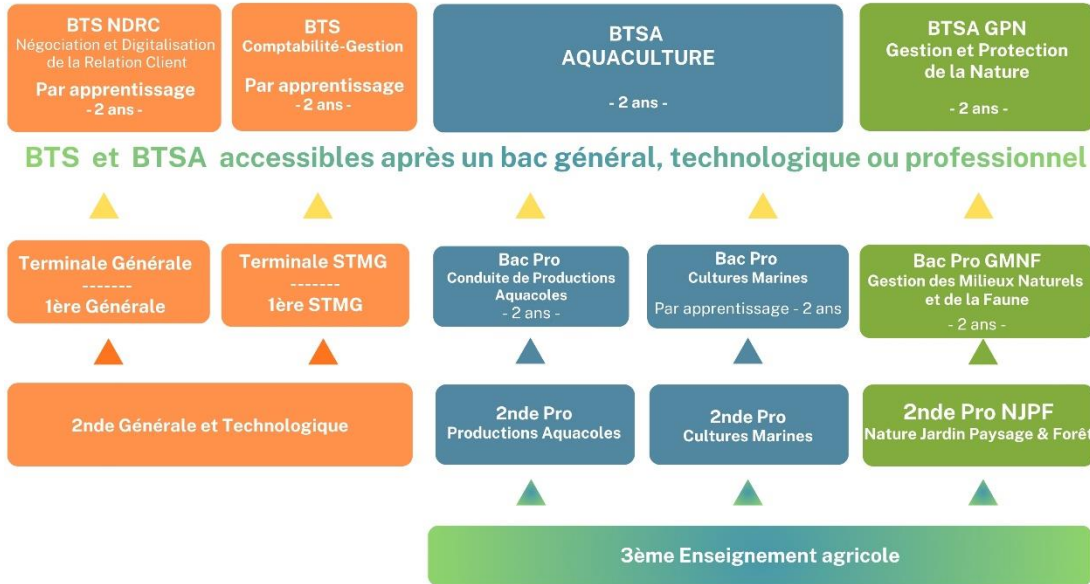 BTS NDRC
Négociation et Digitalisation
de la Relation Client
Par apprentissage
- 2 ans -
BTS
Comptabilité-Gestion
Par apprentissage
- 2 ans -
BTSA
AQUACULTURE
- 2 ans -
BTSA GPN
Gestion et Protection
de la Nature
- 2 ans -
BTS et BTSA accessibles après un bac général, technologique ou professionnel
Terminale Générale
-------
1ère Générale
Terminale STMG
-------
1ère STMG
Bac Pro
Conduite de Productions
Aquacoles
- 2 ans -
Bac Pro
Cultures Marines
Par apprentissage - 2 ans
Bac Pro GMNF
Gestion des Milieux Naturels
et de la Faune
- 2 ans -
2nde Générale et Technologique
2nde Pro
Productions Aquacoles
2nde Pro
Cultures Marines
2nde Pro NJPF
Nature Jardin Paysage & Forêt
3ème Enseignement agricole